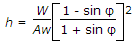 h = W/Aw [1 - sin φ / 1 + sin φ]²